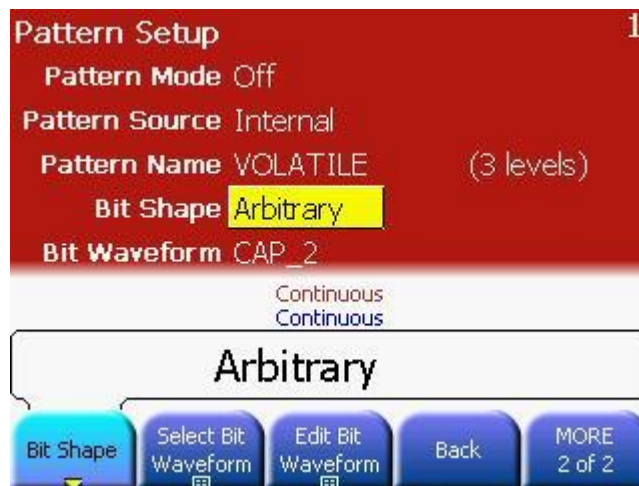 Pattern Setup 1
Pattern Mode Off
Pattern Source Internal
Pattern Name VOLATILE (3 levels)
Bit Shape Arbitrary
Bit Waveform CAP_2
Continuous
Continuous
Arbitrary
Bit Shape
Select Bit Waveform
Edit Bit Waveform
Back
MORE 2 of 2